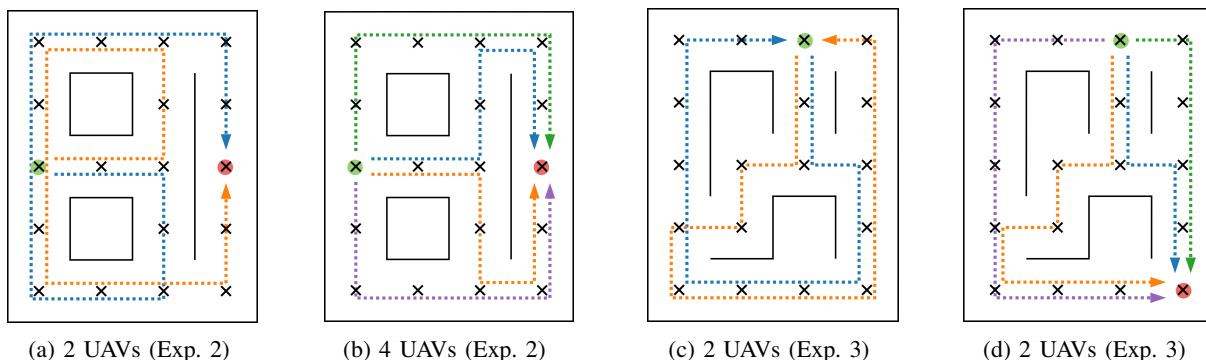 (a) 2 UAVs (Exp. 2)
(b) 4 UAVs (Exp. 2)
(c) 2 UAVs (Exp. 3)
(d) 2 UAVs (Exp. 3)